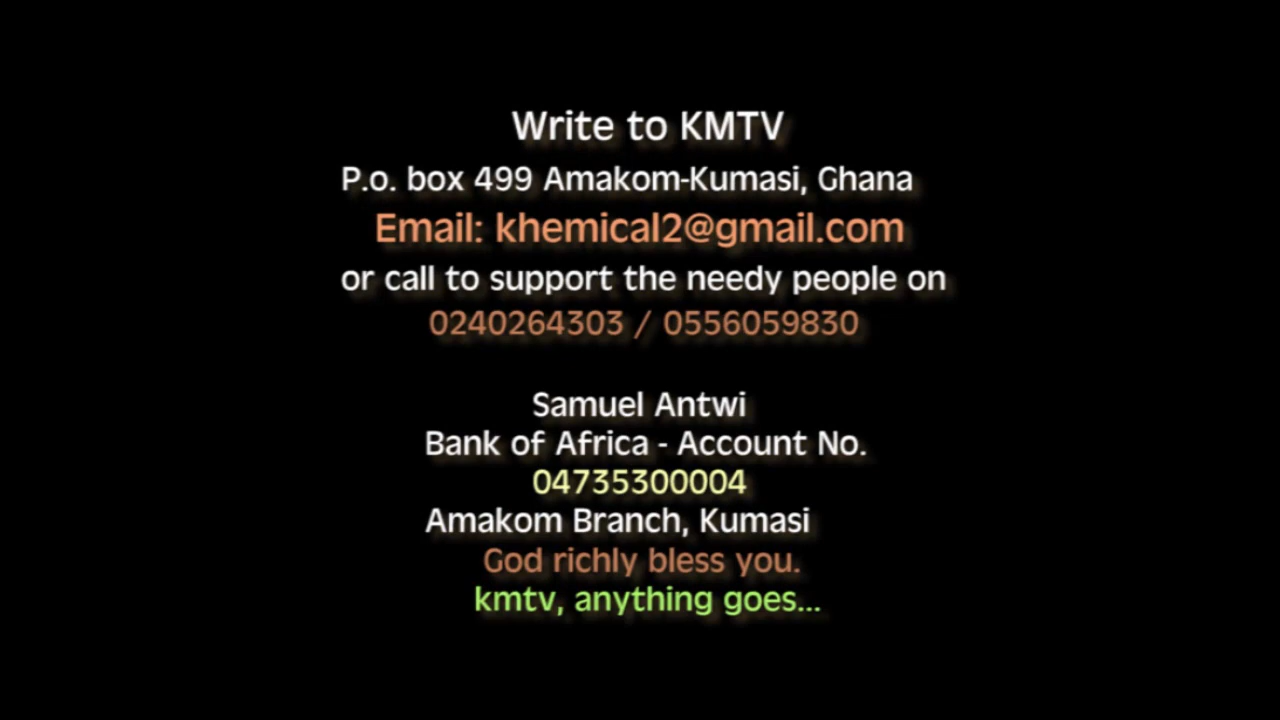 Write to KMTV
P.o. box 499 Amakom-Kumasi, Ghana
Email: khemical2@gmail.com
or call to support the needy people on
0240264303 / 0556059830
Samuel Antwi
Bank of Africa - Account No.
04735300004
Amakom Branch, Kumasi
God richly bless you.
kmtv, anything goes...